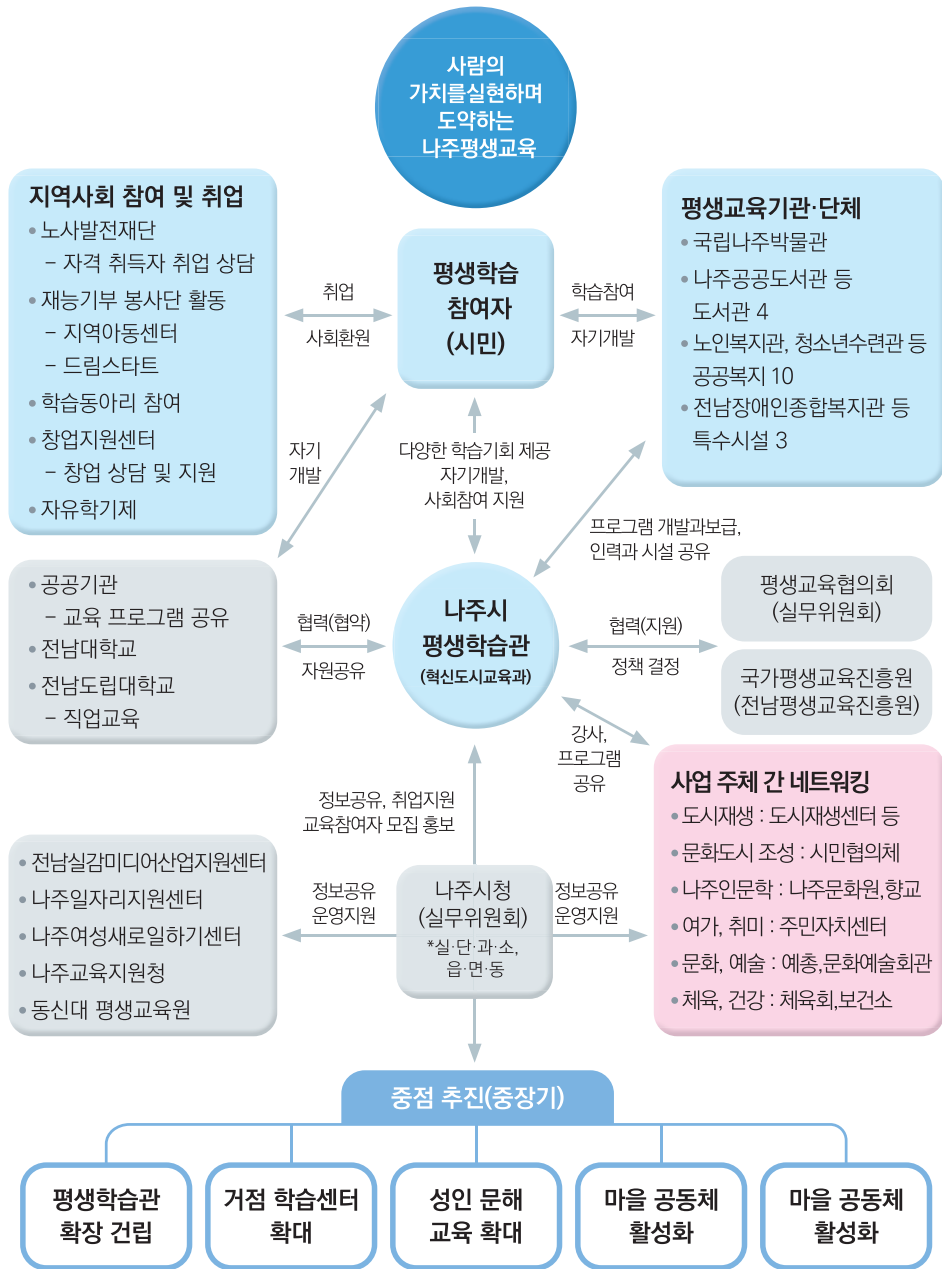 사람의
가치를실현하며
도약하는
나주평생교육
지역사회 참여 및 취업
• 노사발전재단
– 자격 취득자 취업 상담
• 재능기부 봉사단 활동
– 지역아동센터
– 드림스타트
• 학습동아리 참여
• 창업지원센터
– 창업 상담 및 지원
• 자유학기제
취업
사회환원
평생학습
참여자
(시민)
학습참여
자기개발
평생교육기관·단체
• 국립나주박물관
• 나주공공도서관 등
도서관 4
• 노인복지관, 청소년수련관 등
공공복지 10
• 전남장애인종합복지관 등
특수시설 3
자기
개발
다양한 학습기회 제공
자기개발,
사회참여 지원
프로그램 개발과보급,
인력과 시설 공유
• 공공기관
– 교육 프로그램 공유
• 전남대학교
• 전남도립대학교
– 직업교육
협력(협약)
자원공유
나주시
평생학습관
(혁신도시교육과)
협력(지원)
정책 결정
평생교육협의회
(실무위원회)
국가평생교육진흥원
(전남평생교육진흥원)
강사,
프로그램
공유
정보공유, 취업지원
교육참여자 모집 홍보
사업 주체 간 네트워킹
• 도시재생 : 도시재생센터 등
• 문화도시 조성 : 시민협의체
• 나주인문학 : 나주문화원,향교
• 여가, 취미 : 주민자치센터
• 문화, 예술 : 예총,문화예술회관
• 체육, 건강 : 체육회,보건소
• 전남실감미디어산업지원센터
• 나주일자리지원센터
• 나주여성새로일하기센터
• 나주교육지원청
• 동신대 평생교육원
정보공유
운영지원
나주시청
(실무위원회)
*실·단·과·소,
읍·면·동
정보공유
운영지원
중점 추진(중장기)
평생학습관
확장 건립
거점 학습센터
확대
성인 문해
교육 확대
마을 공동체
활성화
마을 공동체
활성화